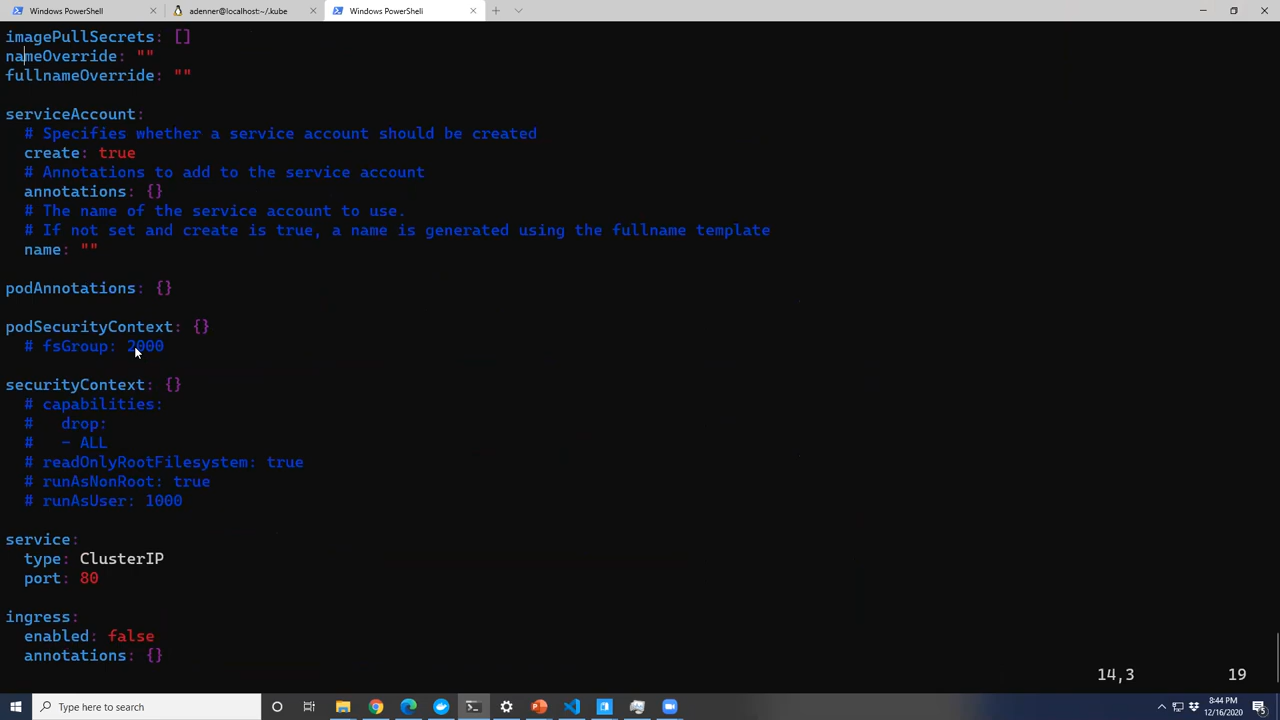 Windows PowerShell
adenner@localhost:~/.kube
Windows PowerShell
imagePullSecrets: []
nameOverride: ""
fullnameOverride: ""
serviceAccount:
# Specifies whether a service account should be created
create: true
# Annotations to add to the service account
annotations: {}
# The name of the service account to use.
# If not set and create is true, a name is generated using the fullname template
name: ""
podAnnotations: {}
podSecurityContext: {}
# fsGroup: 2000
securityContext: {}
# capabilities:
#   drop:
#   - ALL
# readOnlyRootFilesystem: true
# runAsNonRoot: true
# runAsUser: 1000
service:
type: ClusterIP
port: 80
ingress:
enabled: false
annotations: {}
14,3 19
Type here to search
8:44 PM
12/16/2020
5